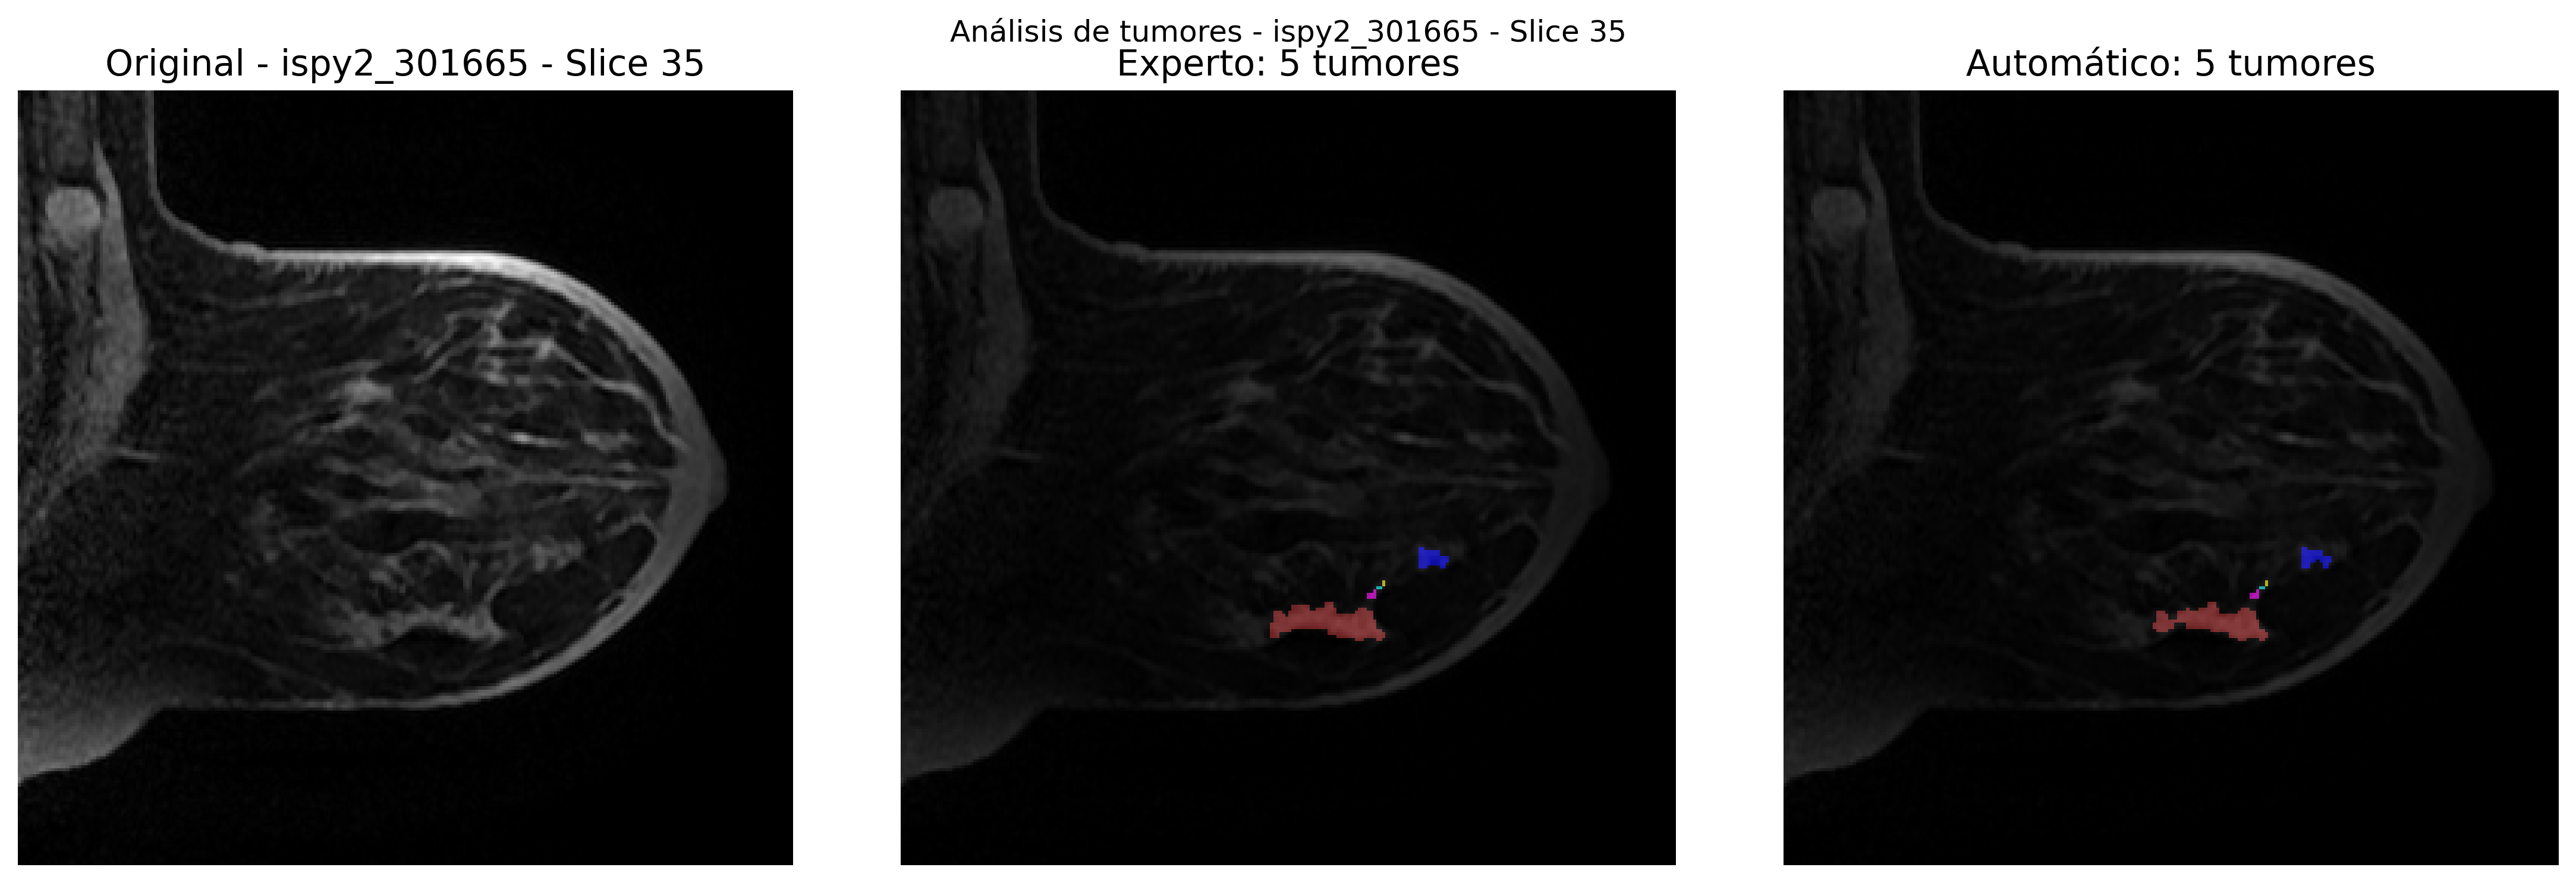 Análisis de tumores - ispy2_301665 - Slice 35
Original - ispy2_301665 - Slice 35
Experto: 5 tumores
Automático: 5 tumores